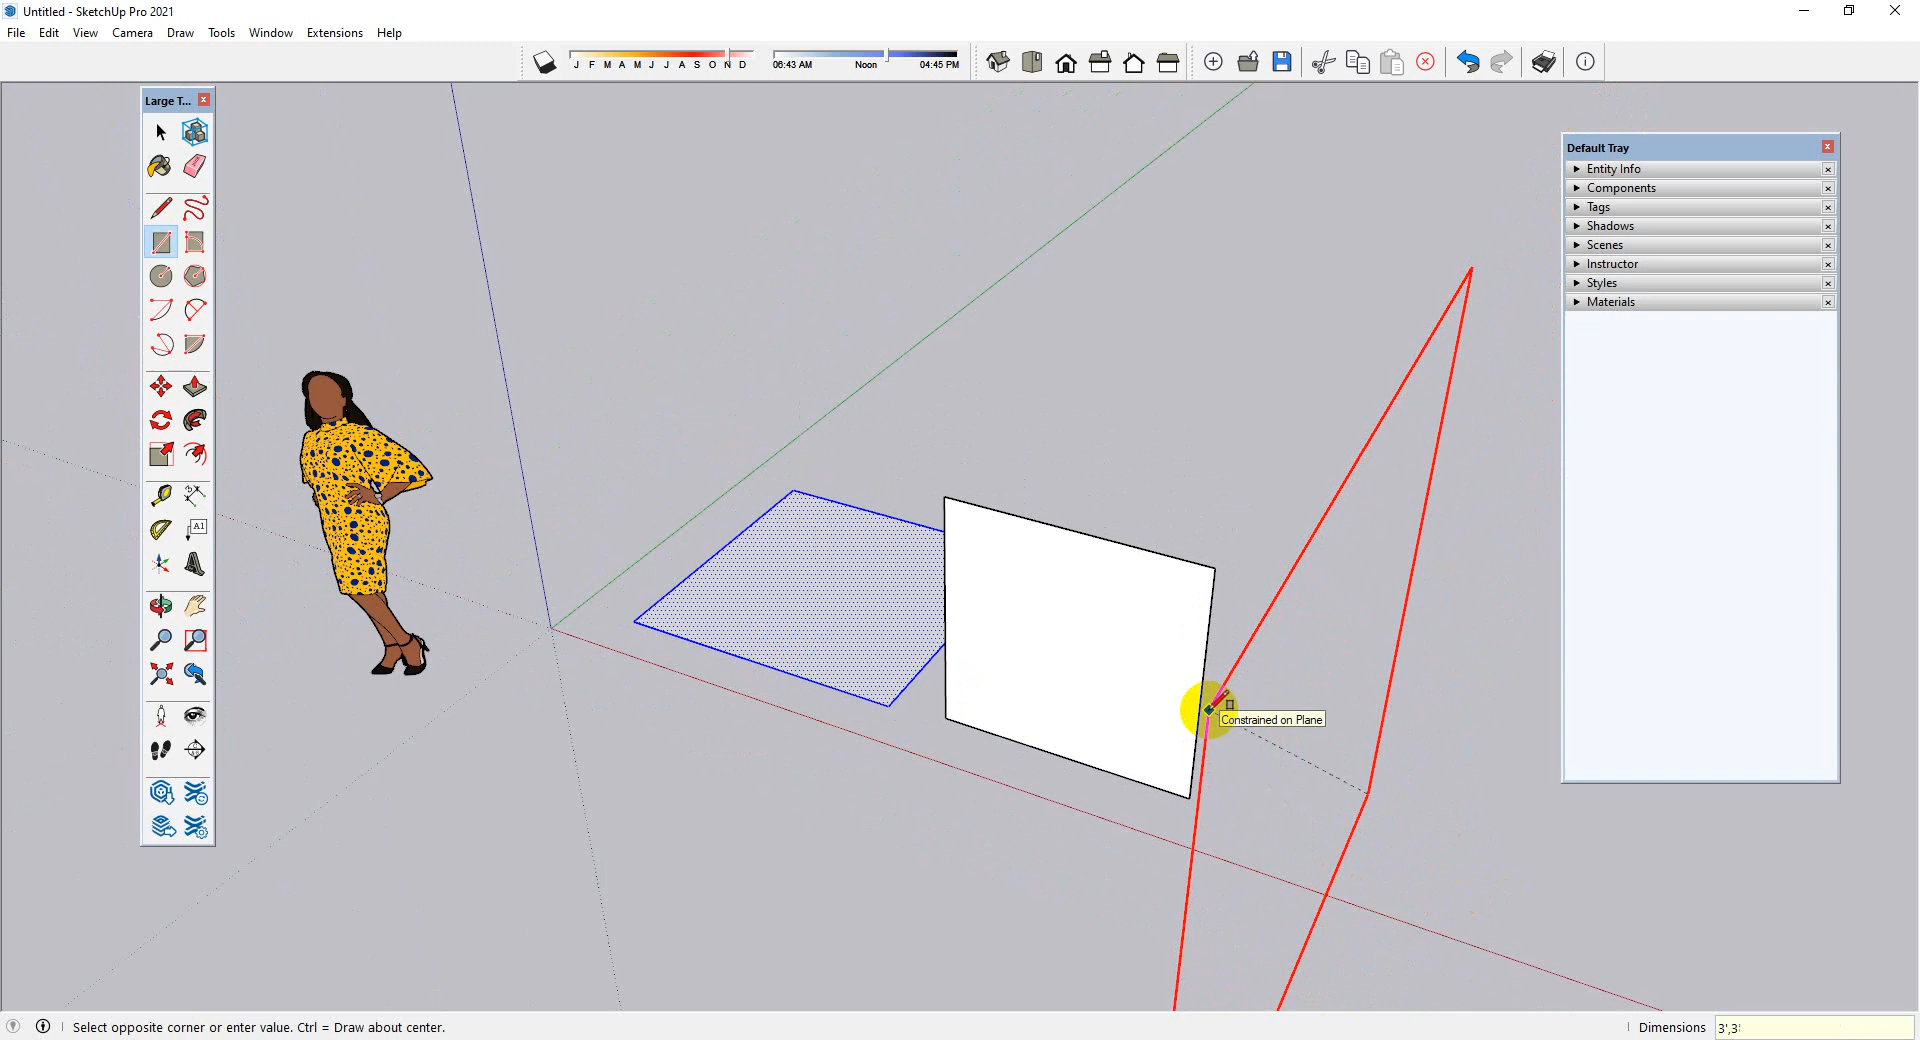 Untitled - SketchUp Pro 2021
File Edit View Camera Draw Tools Window Extensions Help
J F M A M J J A S O N D
06:43 AM Noon 04:45 PM
Large T...
A1
Default Tray
Entity Info
Components
Tags
Shadows
Scenes
Instructor
Styles
Materials
Constrained on Plane
Select opposite corner or enter value. Ctrl = Draw about center.
Dimensions 3',3'